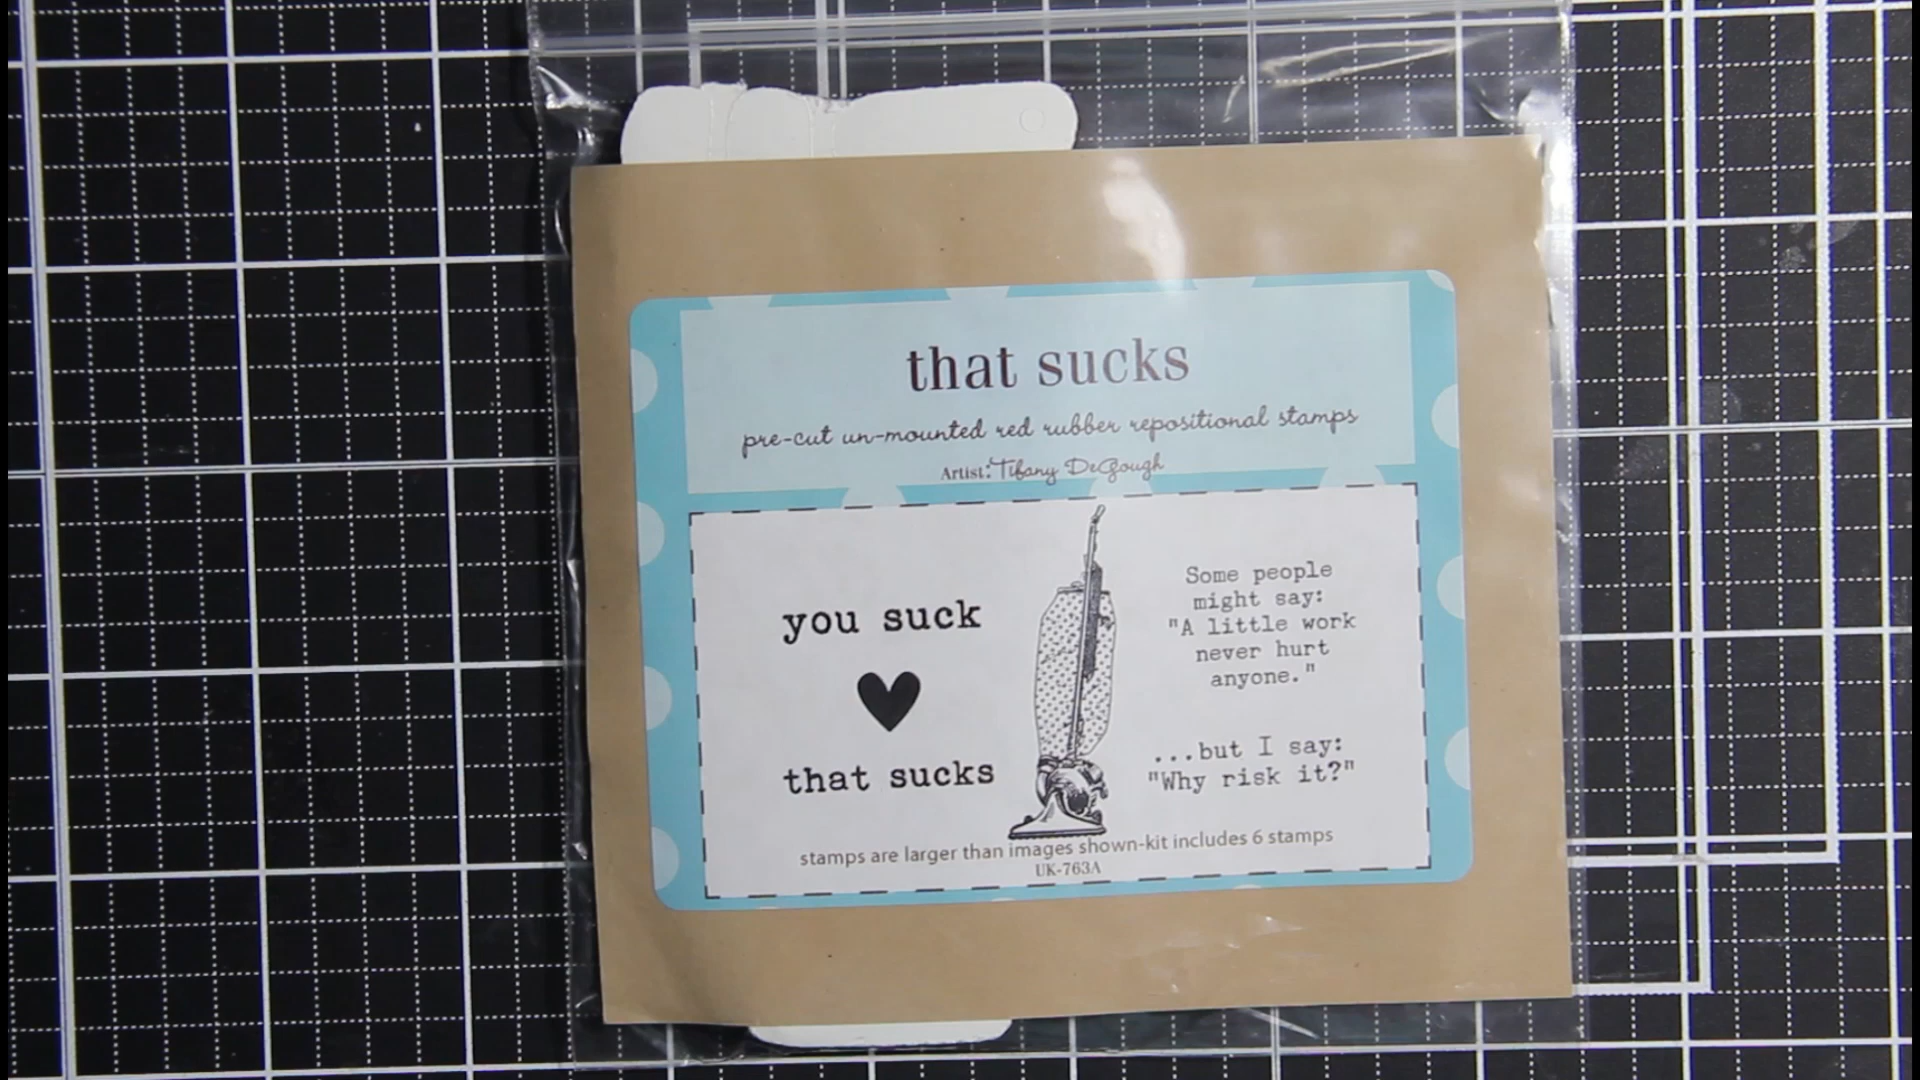 that sucks
pre-cut un-mounted red rubber repositional stamps
Artist: Tifany DeGough
you suck
that sucks
Some people
might say:
"A little work
never hurt
anyone."
...but I say:
"Why risk it?"
stamps are larger than images shown-kit includes 6 stamps
UK-763A